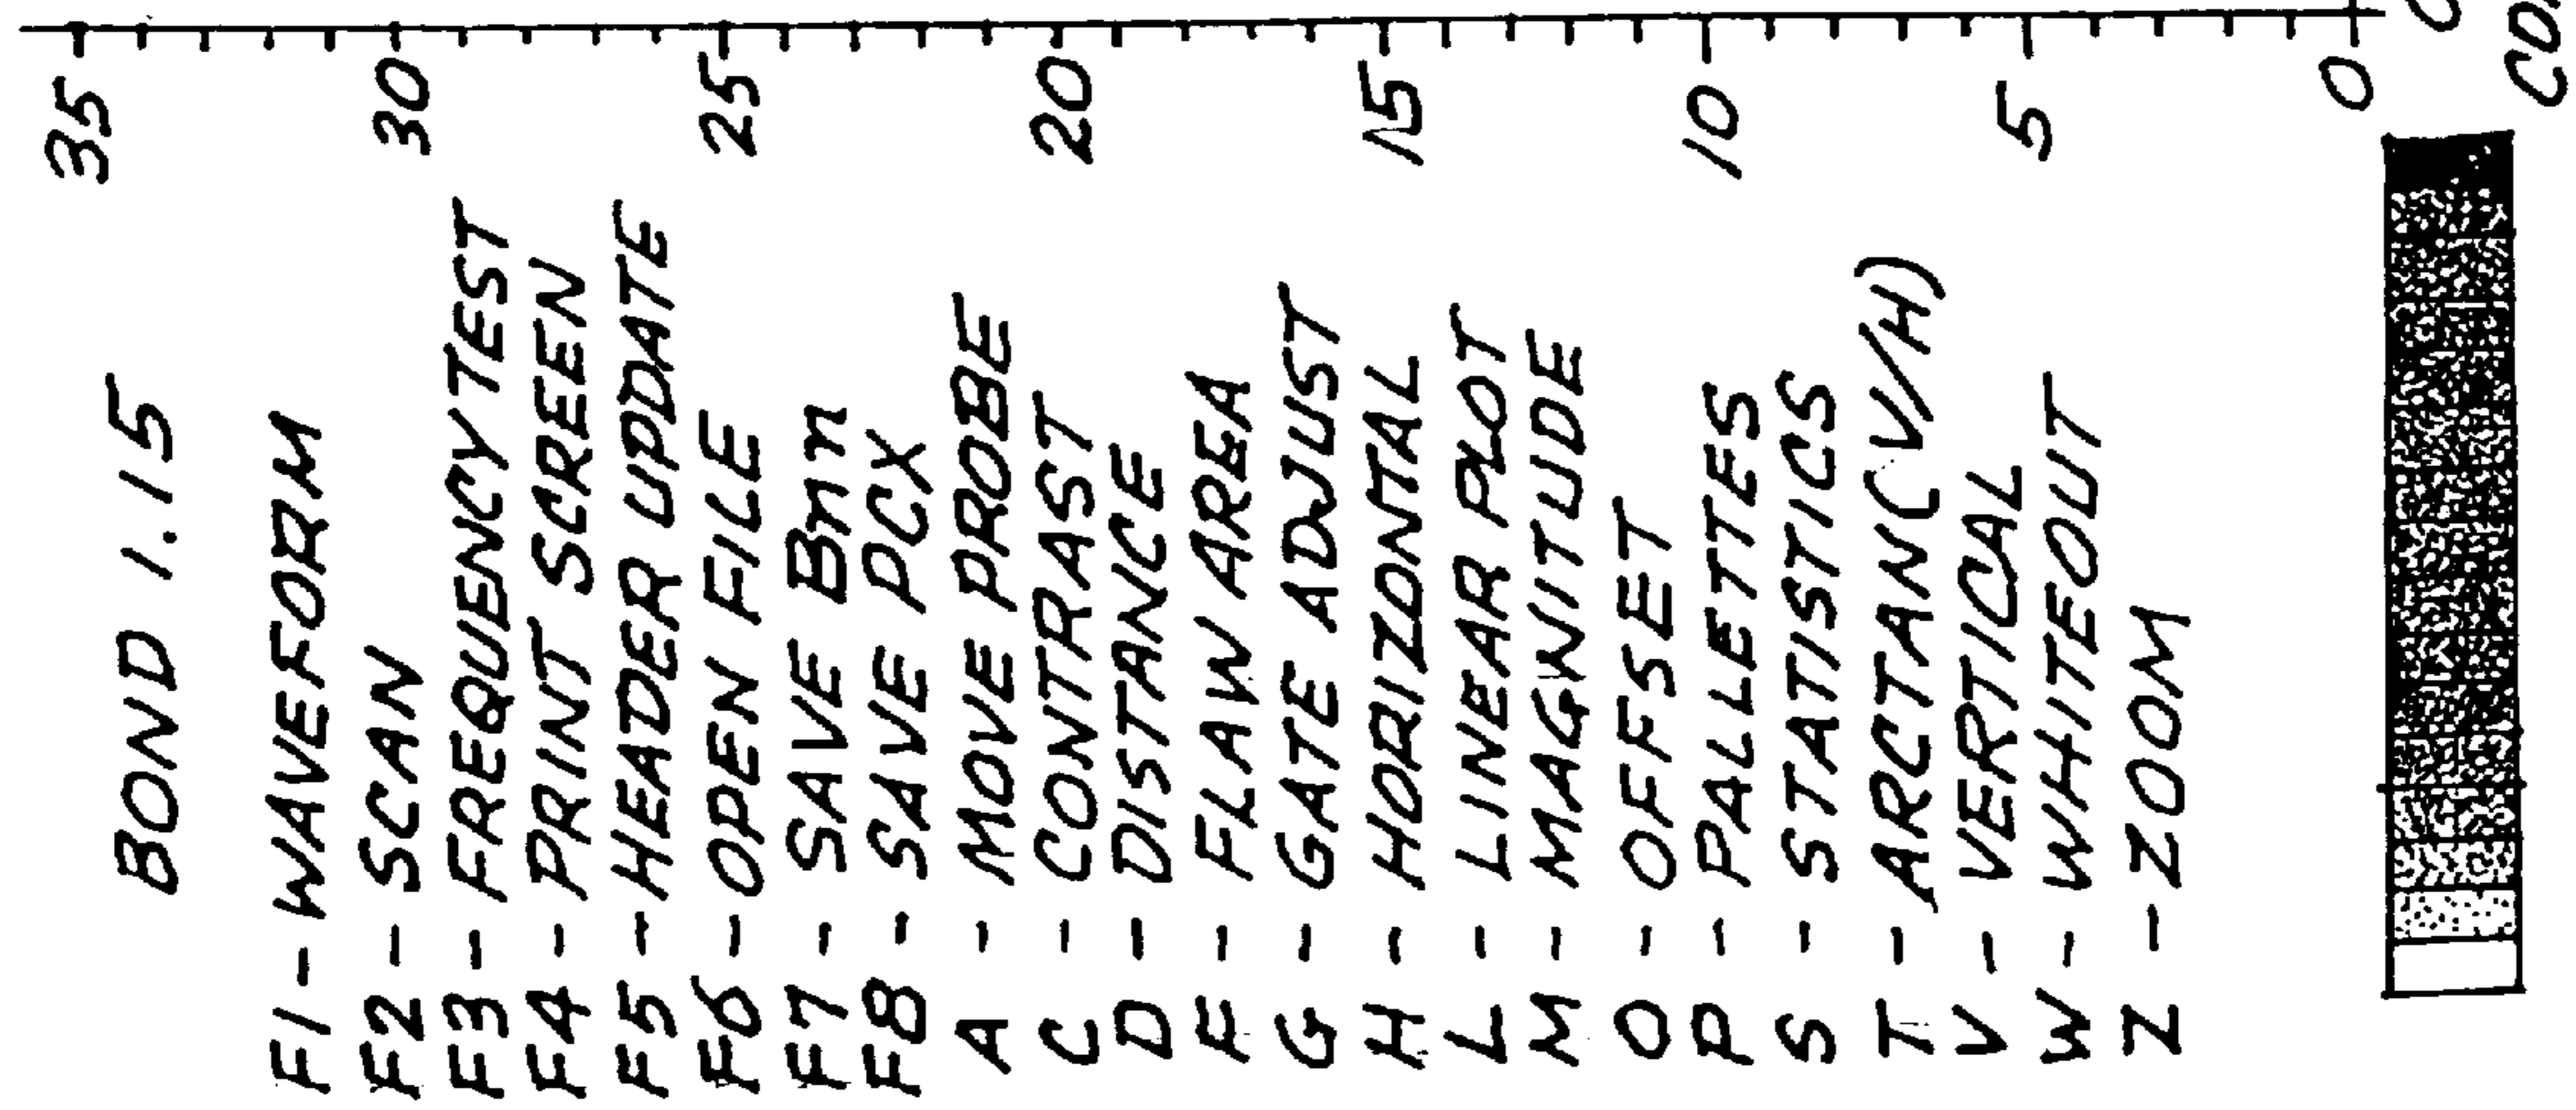 BOND 1.15
F1 - WAVEFORM
F2 - SCAN
F3 - FREQUENCY TEST
F4 - PRINT SCREEN
F5 - HEADER UPDATE
F6 - OPEN FILE
F7 - SAVE Bnn
F8 - SAVE PCX
A - MOVE PROBE
C - CONTRAST
D - DISTANCE
F - FLAW AREA
G - GATE ADJUST
H - HORIZONTAL
L - LINEAR PLOT
M - MAGNITUDE
O - OFFSET
P - PALLETTES
S - STATISTICS
T - ARCTAN(V/H)
V - VERTICAL
W - WHITEOUT
Z - ZOOM
35
30
25
20
15
10
5
0